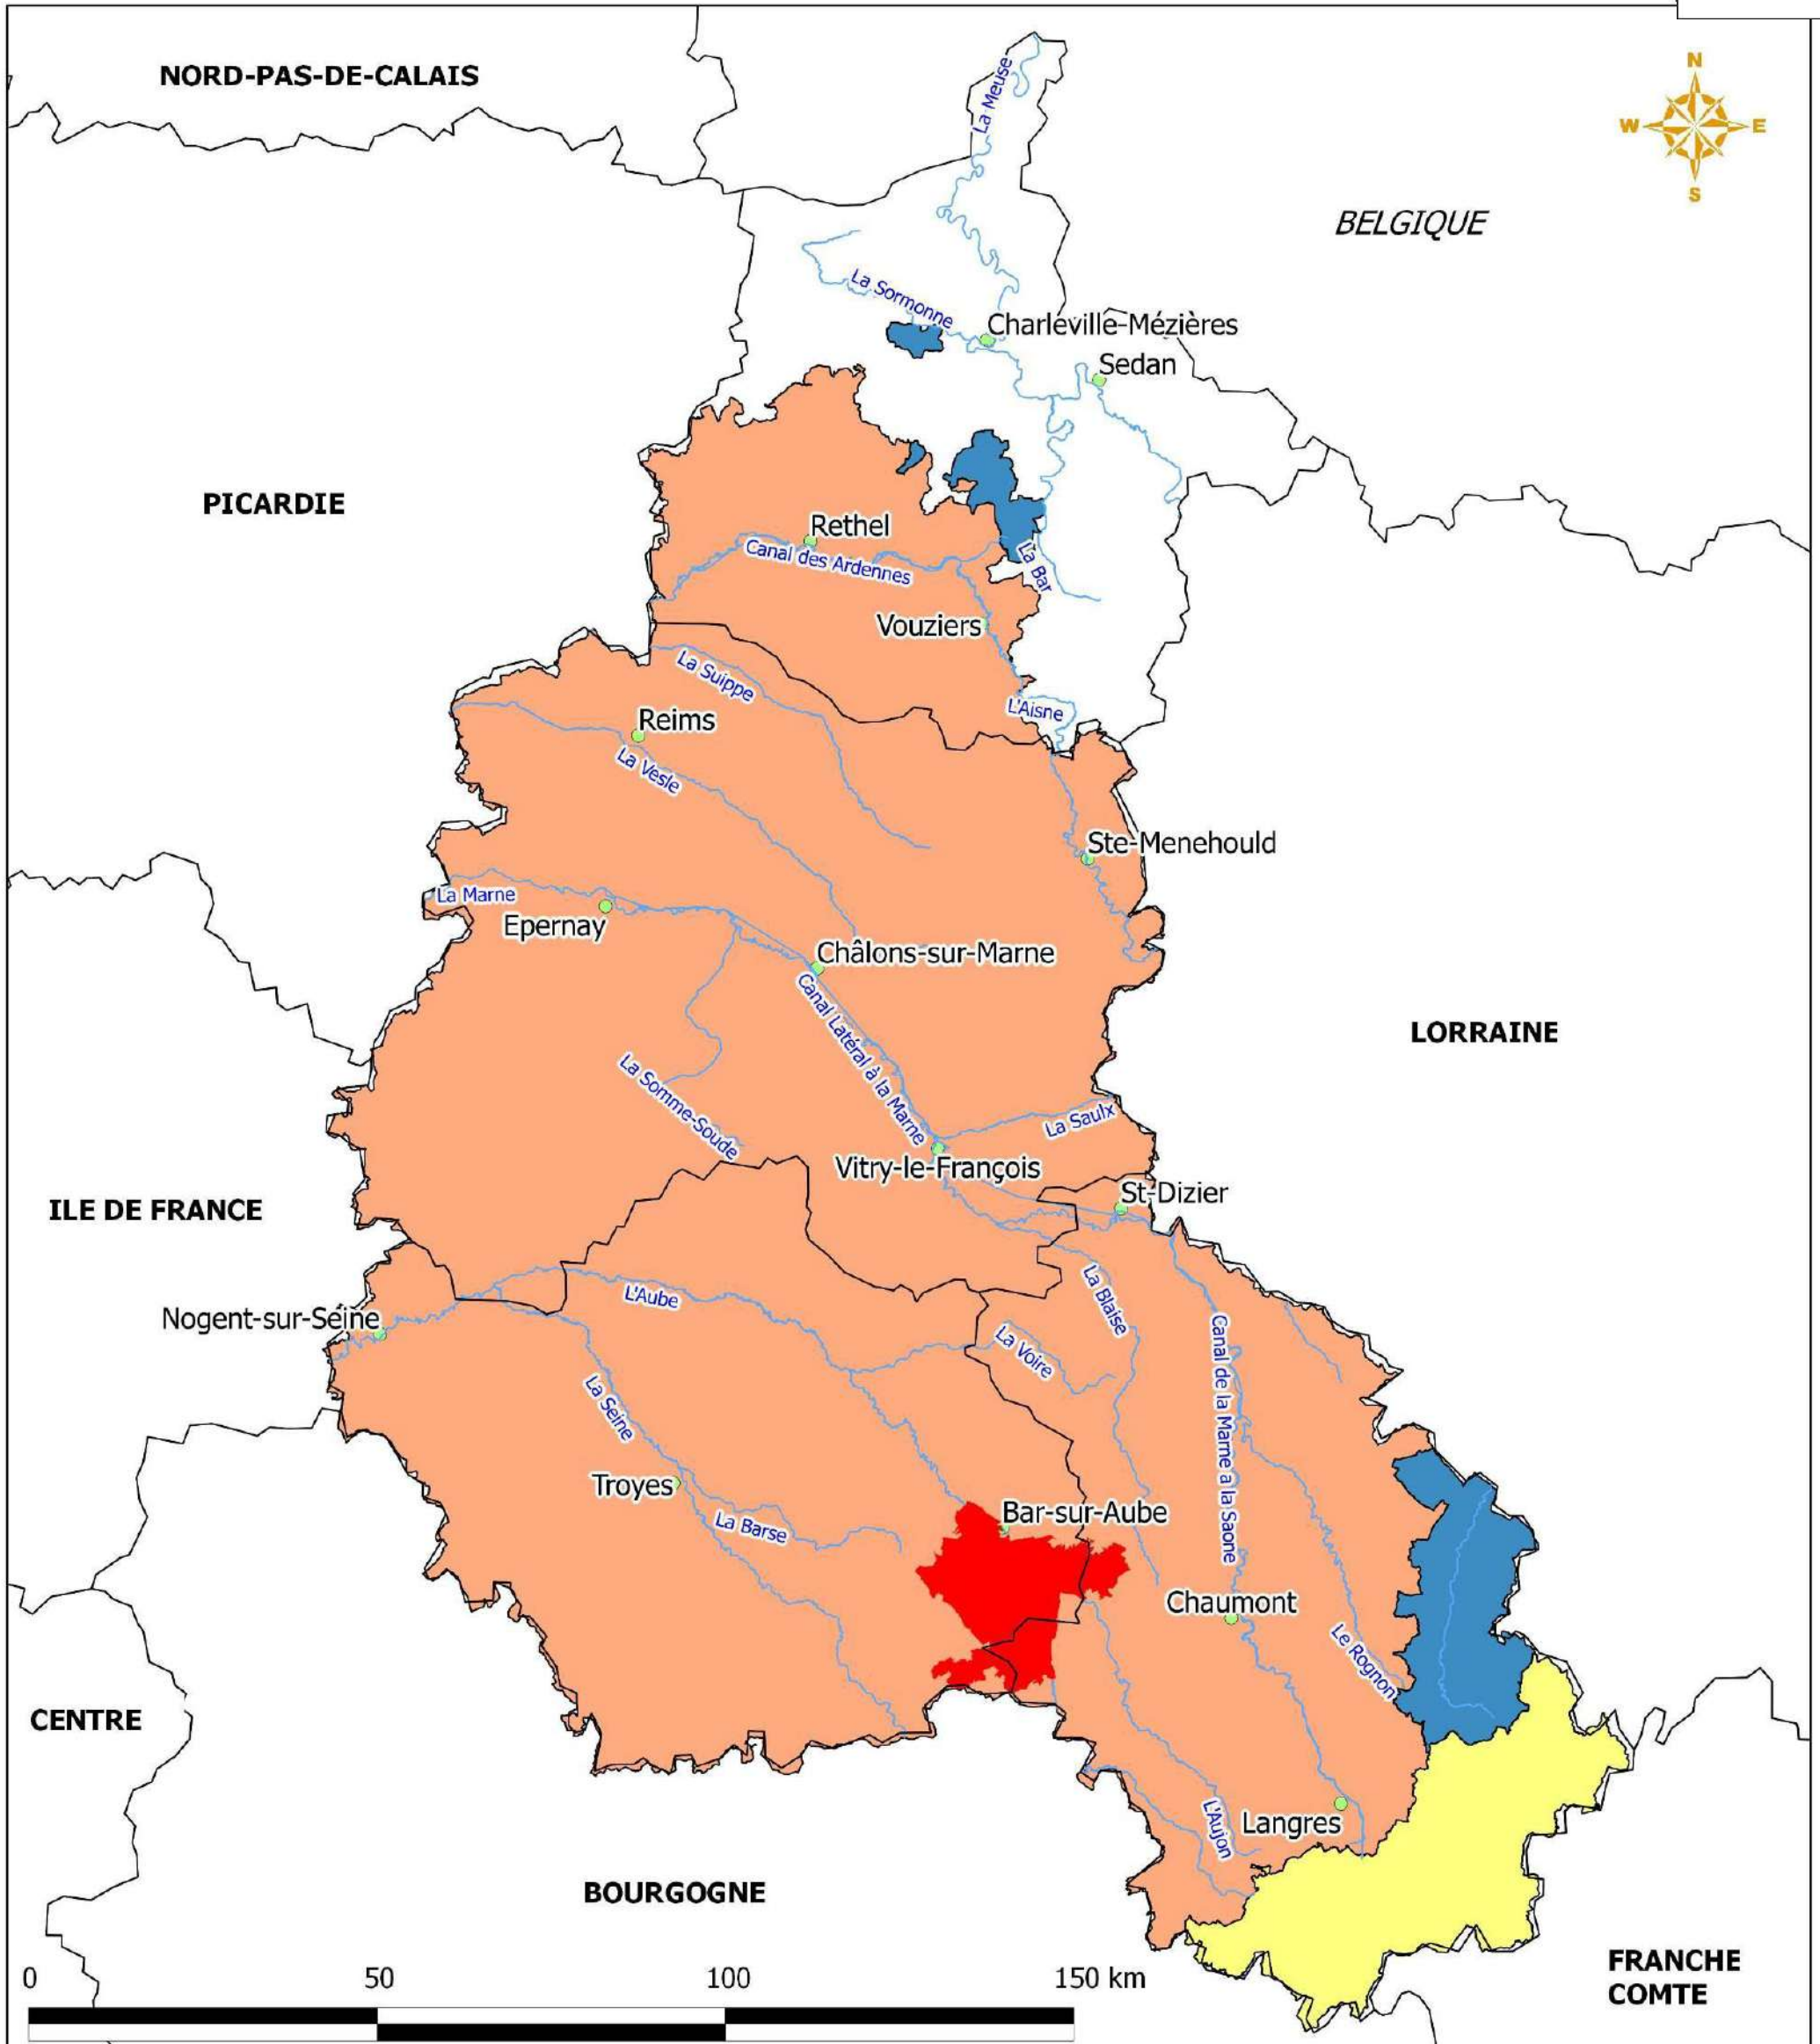 NORD-PAS-DE-CALAIS
La Meuse
N
W
E
S
BELGIQUE
La Sormonne
Charleville-Mézières
Sedan
PICARDIE
Rethel
Canal des Ardennes
La Bar
Vouziers
La Suippe
L'Aisne
Reims
La Vesle
Ste-Menehould
La Marne
Epernay
Châlons-sur-Marne
Canal Latéral à la Marne
LORRAINE
La Somme-Soude
La Saulx
Vitry-le-François
St-Dizier
ILE DE FRANCE
L'Aube
La Blaise
Nogent-sur-Seine
La Voire
Canal de la Marne a la Saone
La Seine
Troyes
La Barse
Bar-sur-Aube
Chaumont
Le Rognon
CENTRE
L'Aujon
Langres
BOURGOGNE
FRANCHE
COMTE
0
50
100
150 km